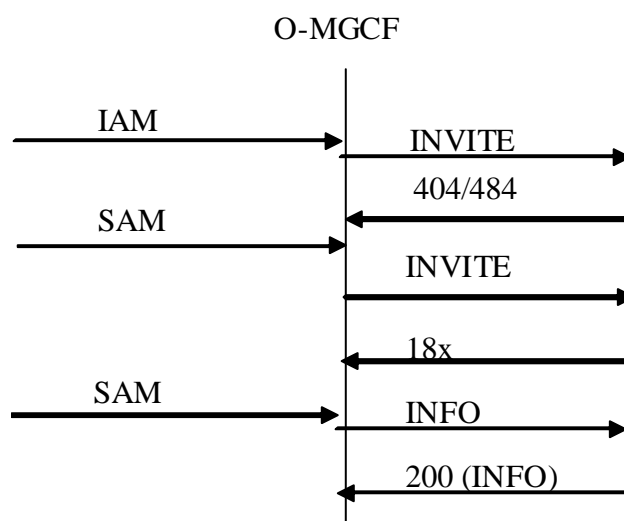 O-MGCF
IAM
INVITE
404/484
SAM
INVITE
18x
SAM
INFO
200 (INFO)